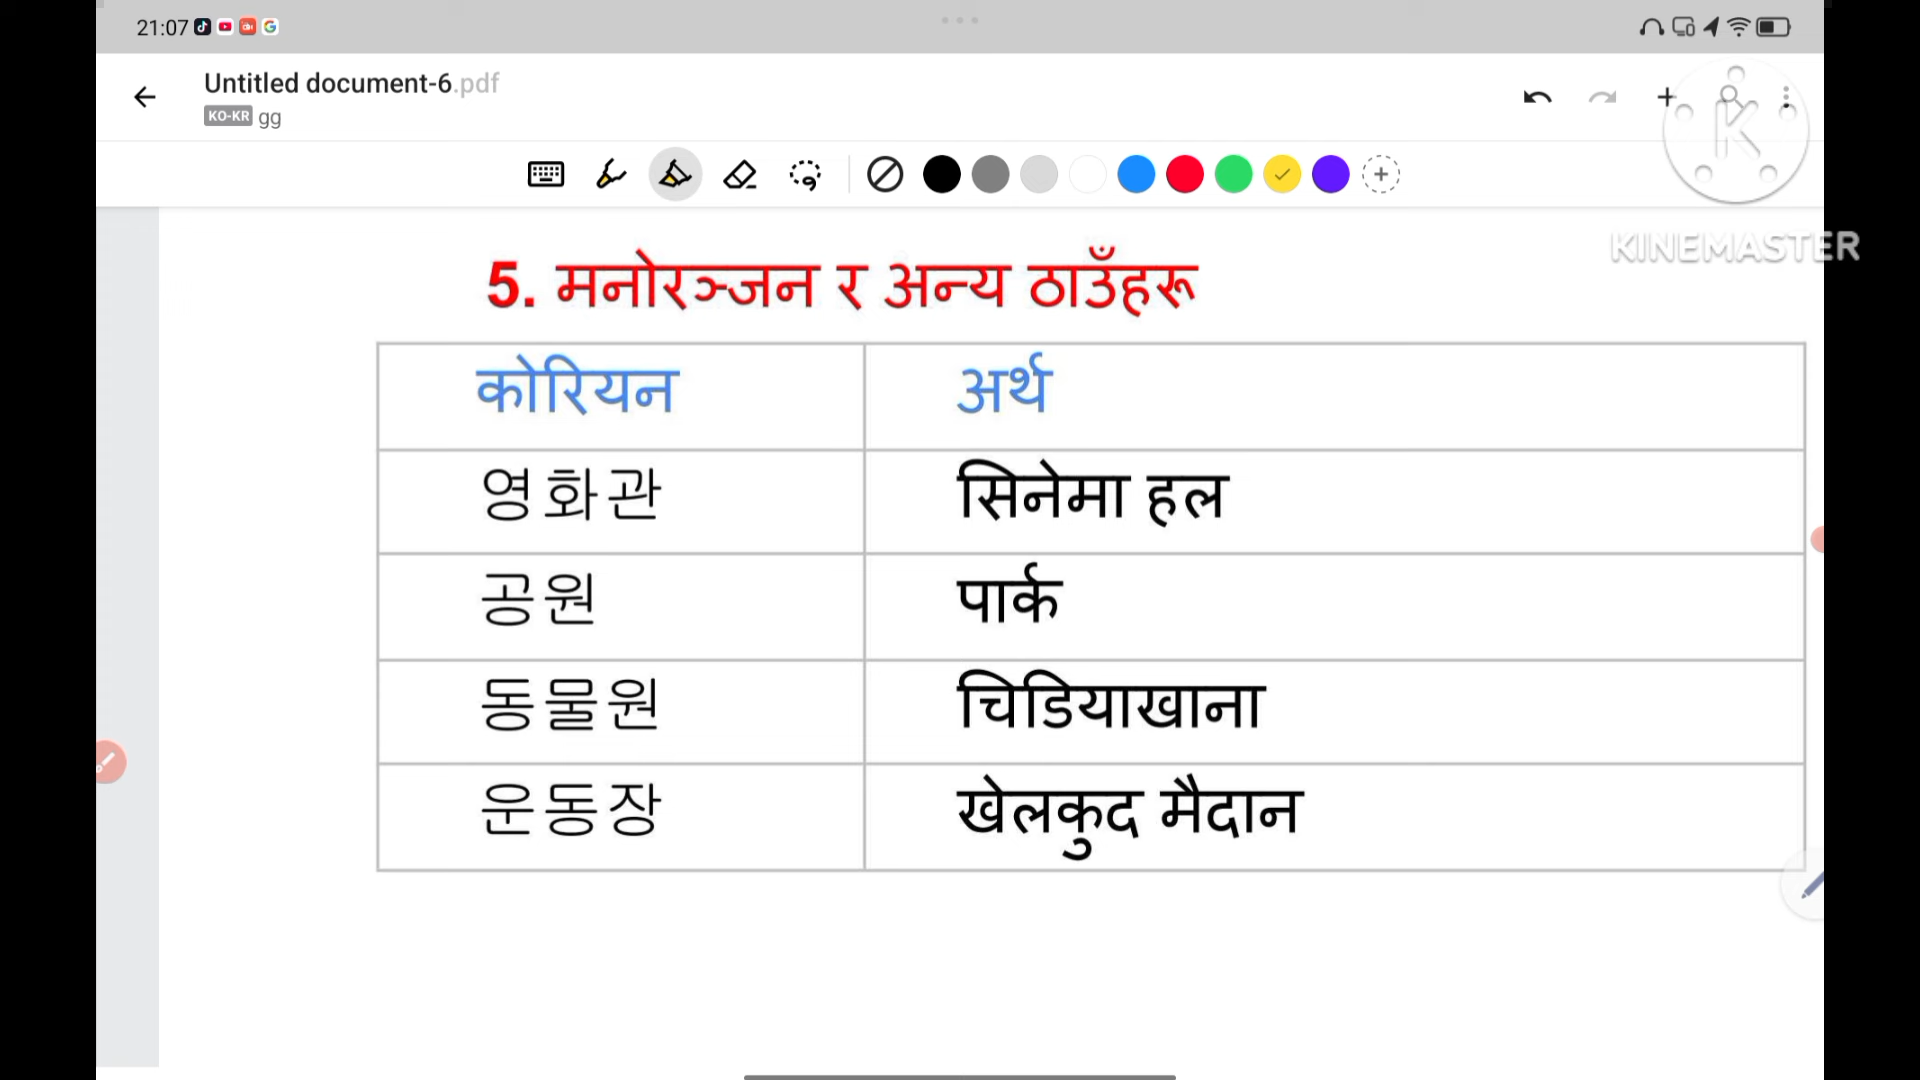 21:07
Untitled document-6.pdf
KO-KR gg
KINEMASTER
5. मनोरञ्जन र अन्य ठाउँहरू
कोरियन अर्थ
영화관 सिनेमा हल
공원 पार्क
동물원 चिडियाखाना
운동장 खेलकुद मैदान